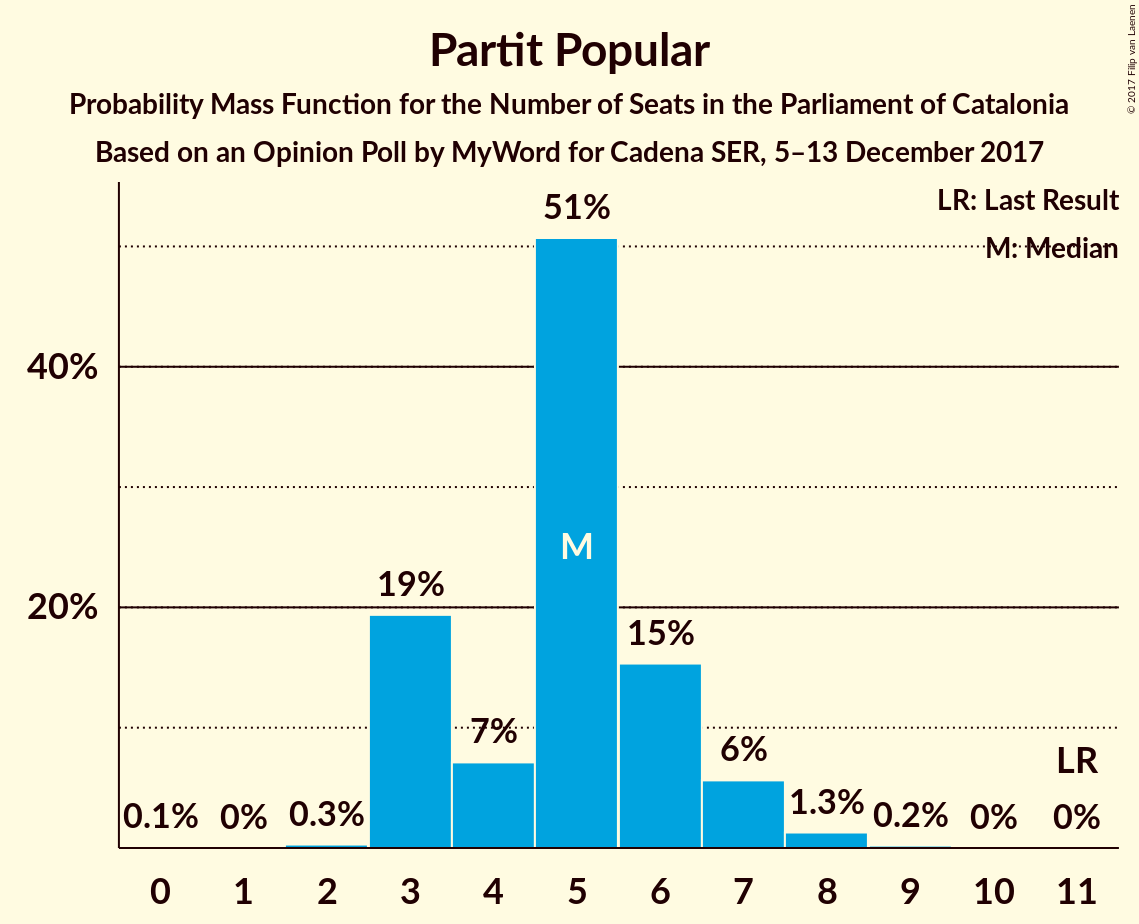 Partit Popular
Probability Mass Function for the Number of Seats in the Parliament of Catalonia
Based on an Opinion Poll by MyWord for Cadena SER, 5–13 December 2017
© 2017 Filip van Laenen
LR: Last Result
M: Median
40%
20%
0.1%
0%
0.3%
19%
7%
51%
M
15%
6%
1.3%
0.2%
0%
LR
0%
0 1 2 3 4 5 6 7 8 9 10 11